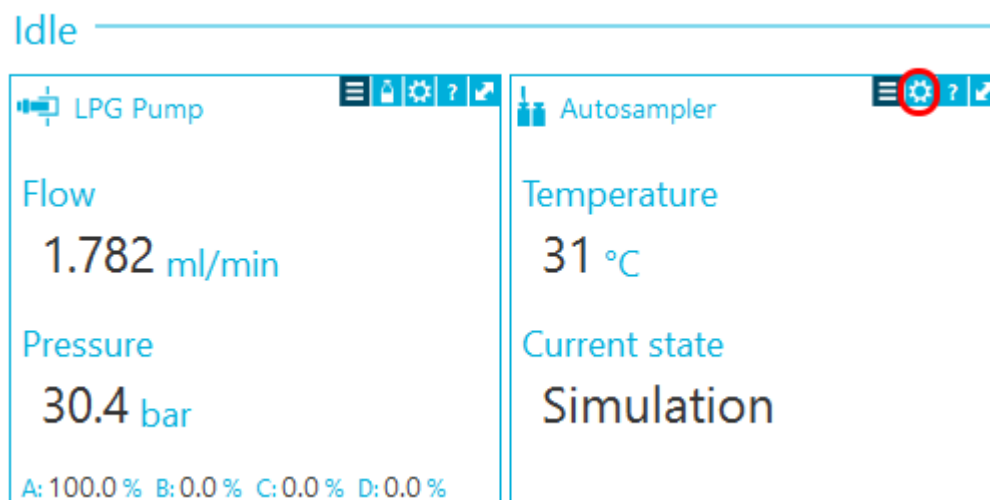 Idle
LPG Pump
?
Flow
1.782 ml/min
Pressure
30.4 bar
A: 100.0 % B: 0.0 % C: 0.0 % D: 0.0 %
Autosampler
?
Temperature
31 °C
Current state
Simulation